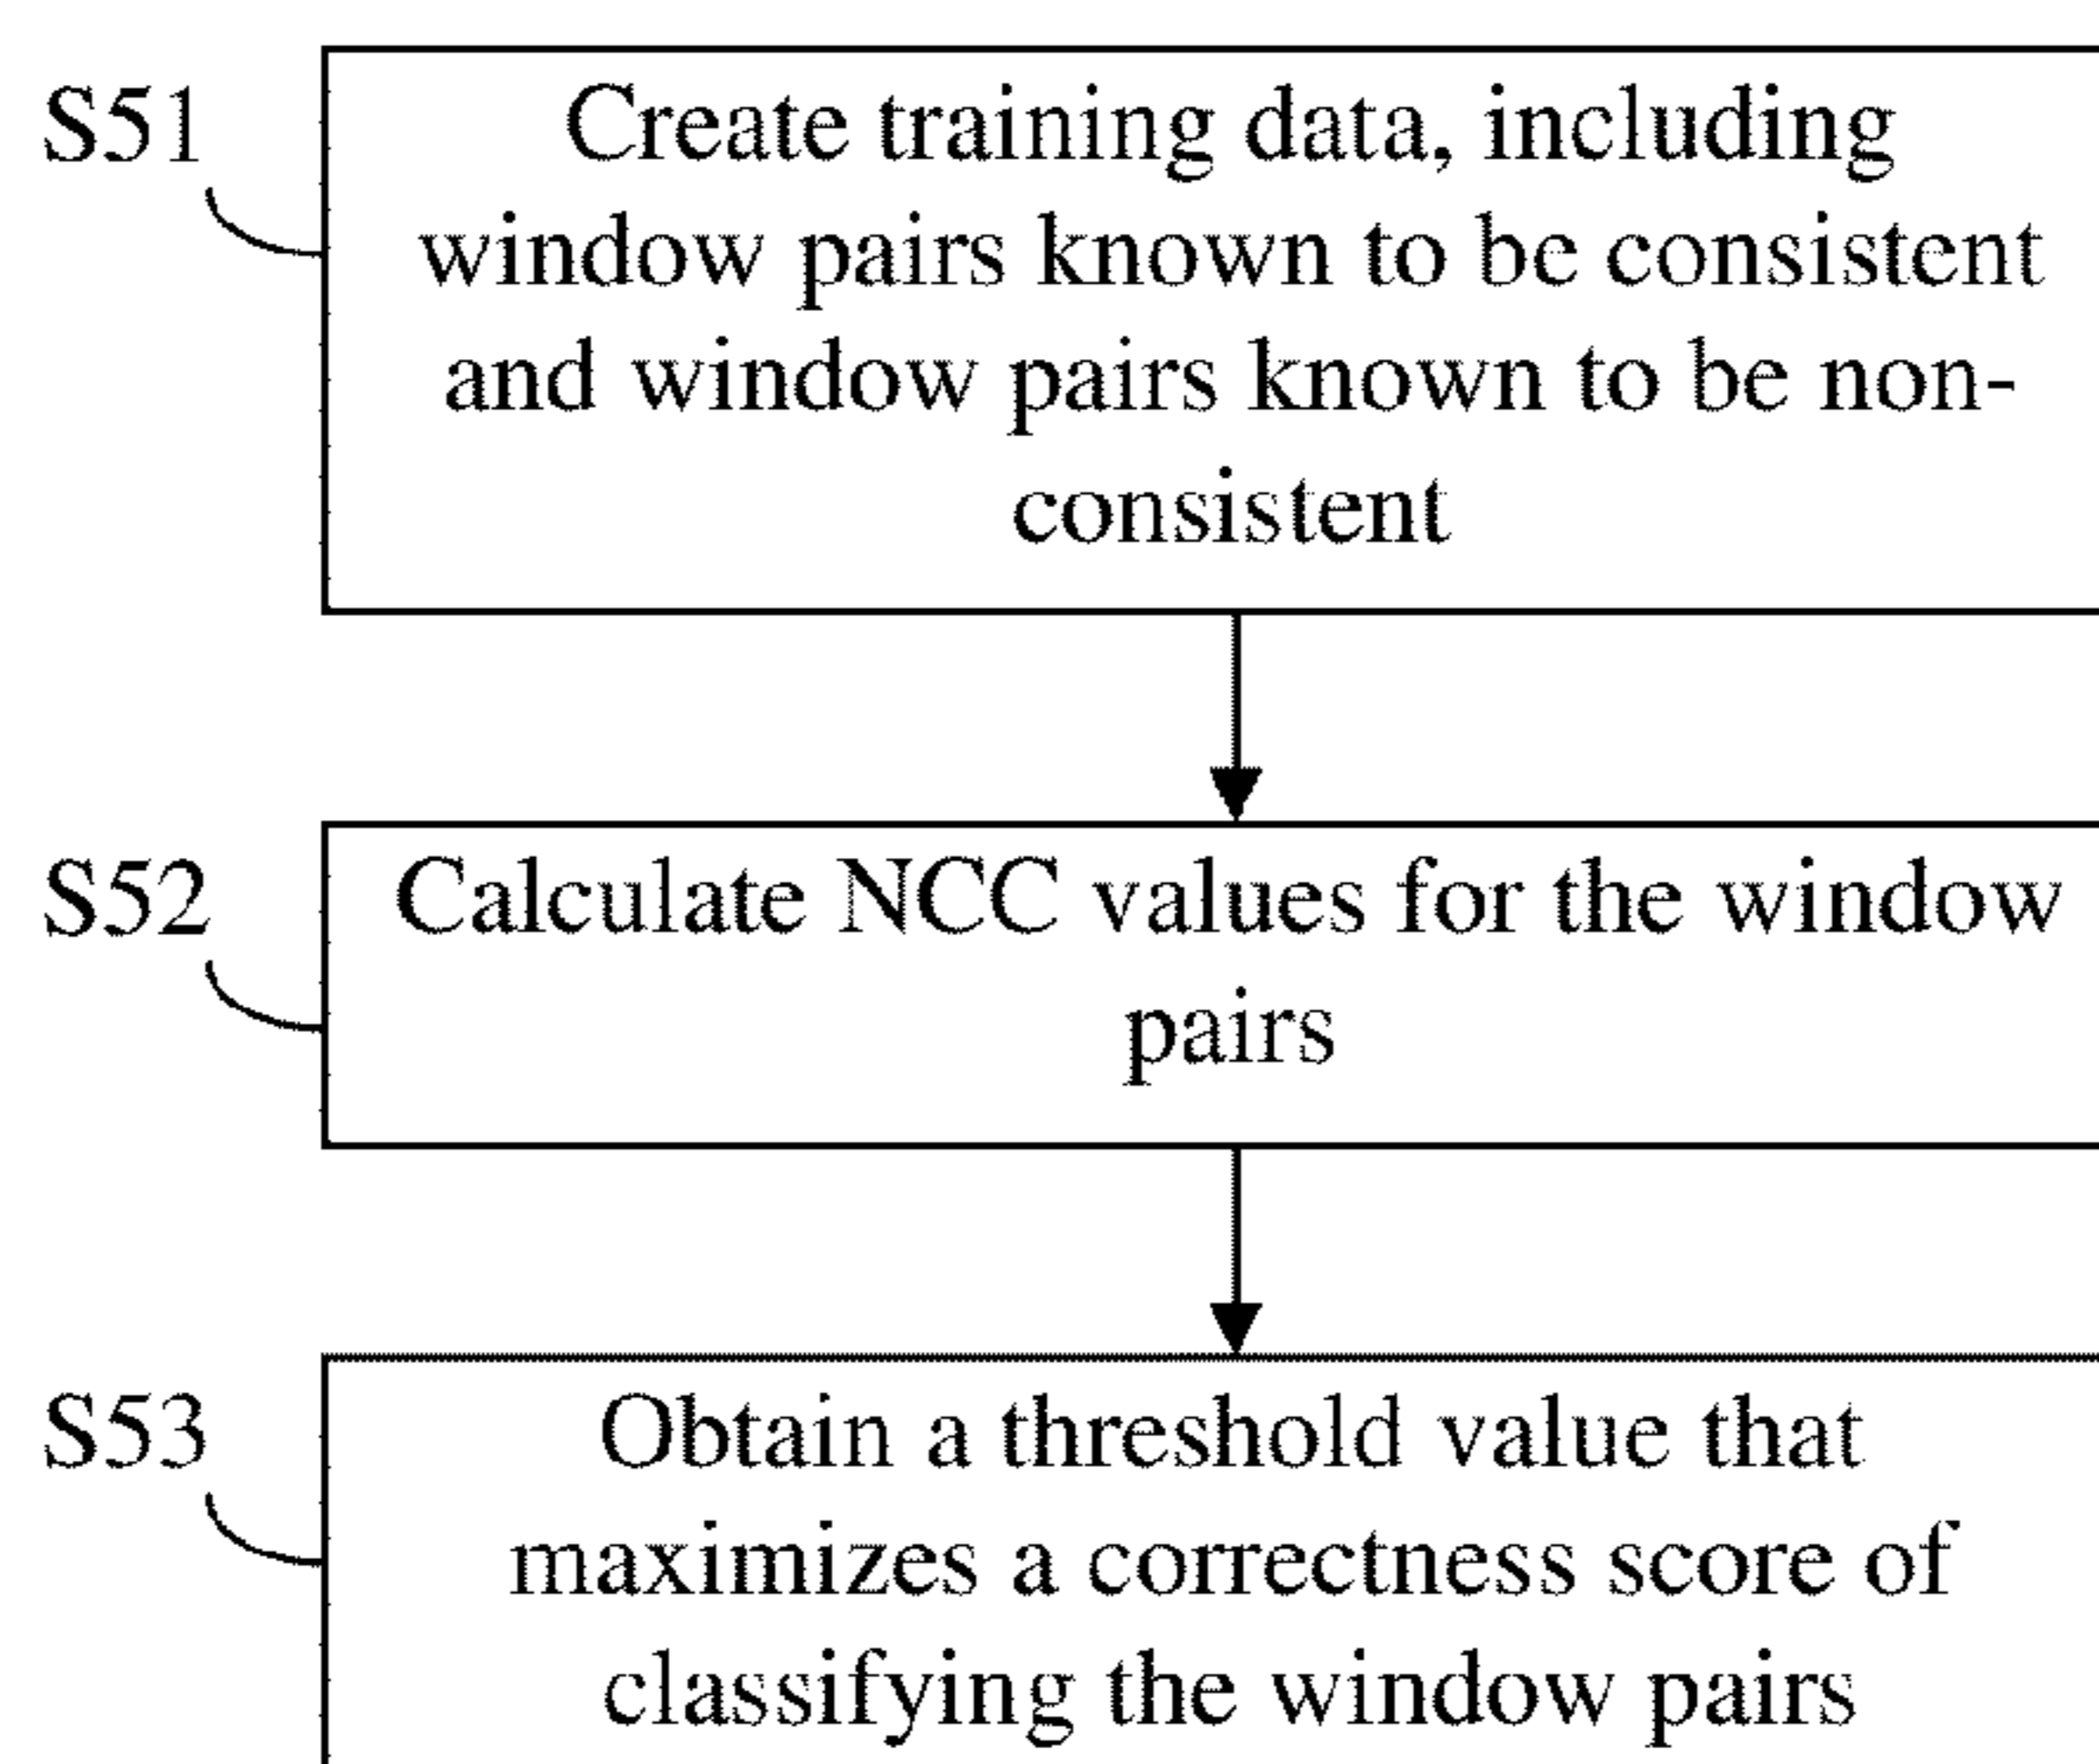 S51
Create training data, including
window pairs known to be consistent
and window pairs known to be non-
consistent
S52
Calculate NCC values for the window
pairs
S53
Obtain a threshold value that
maximizes a correctness score of
classifying the window pairs